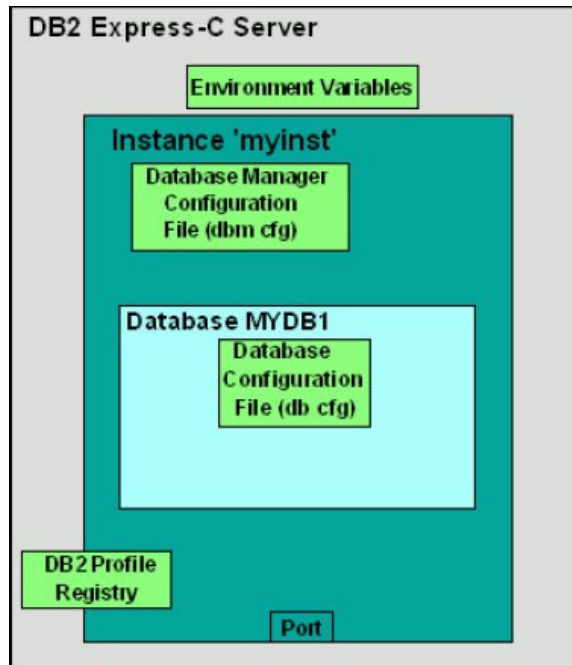 DB2 Express-C Server
Environment Variables
Instance 'myinst'
Database Manager
Configuration
File (dbm cfg)
Database MYDB1
Database
Configuration
File (db cfg)
DB2 Profile
Registry
Port